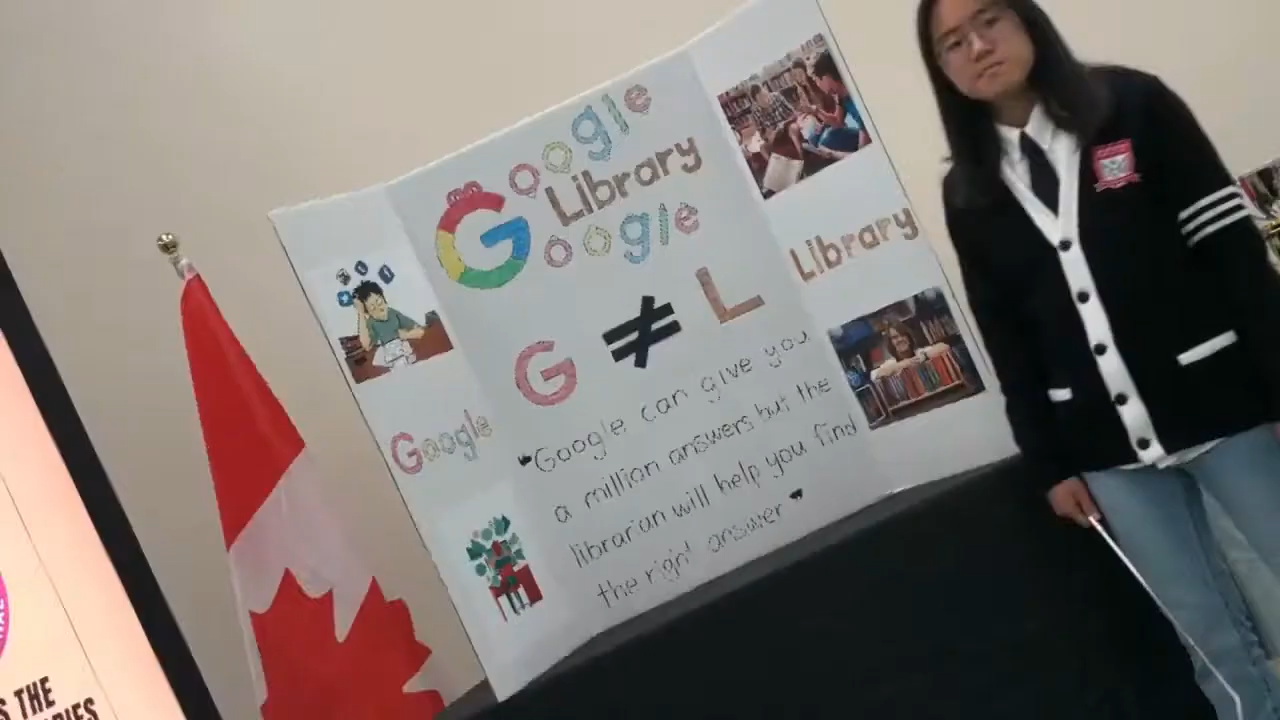 Google
Library
Google
G ≠ L
"Google can give you
a million answers but the
librarian will help you find
the right answer"
Google
Library
S THE